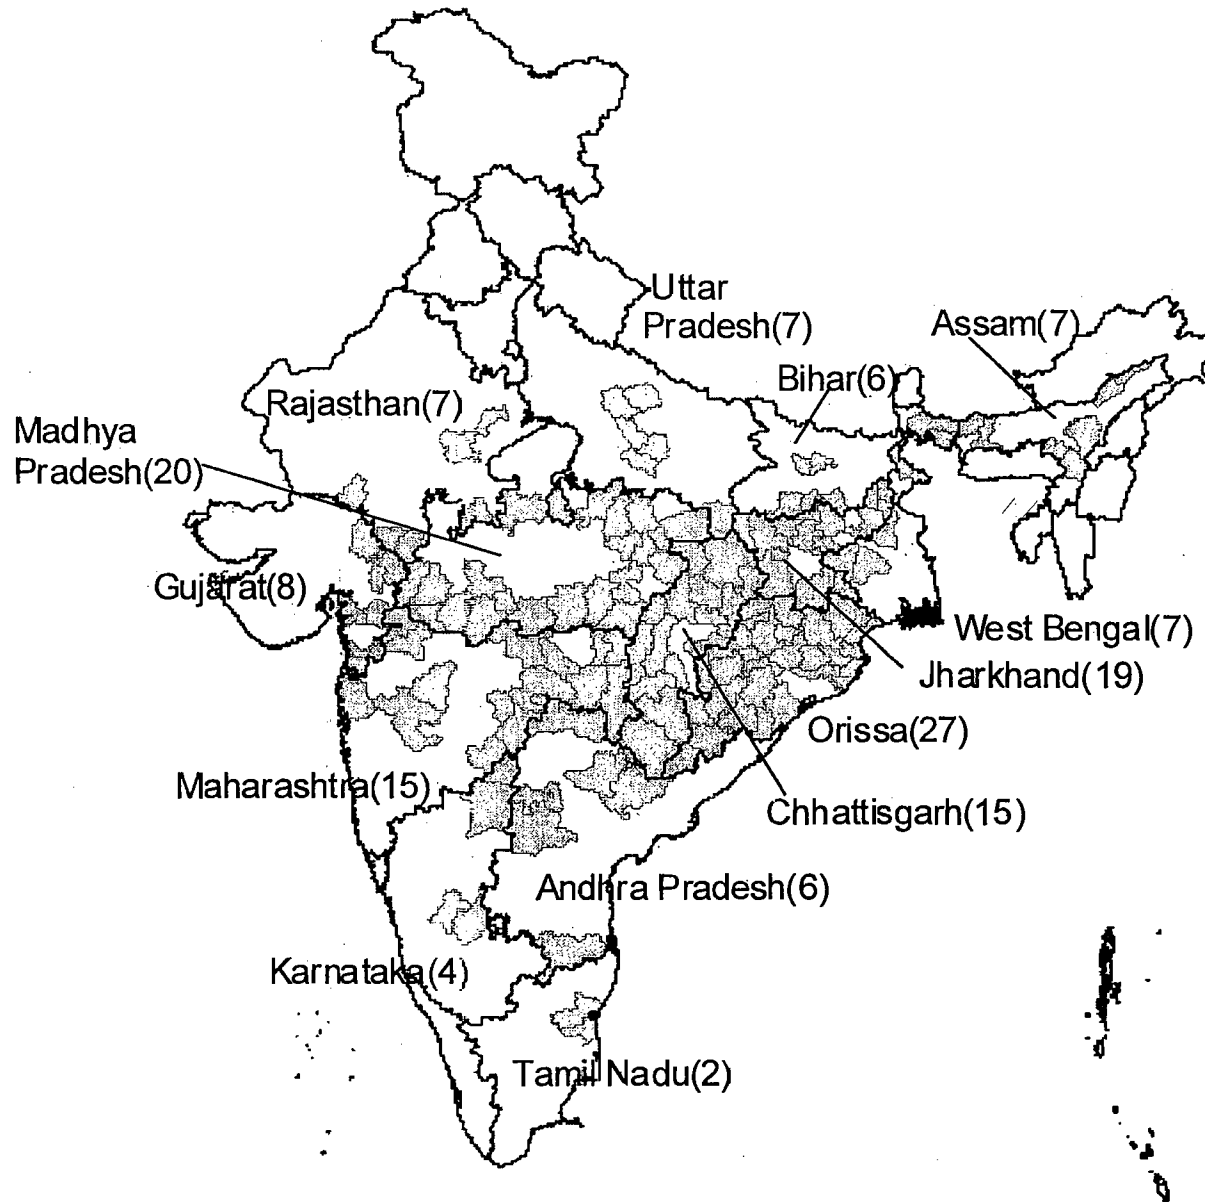 Uttar
Pradesh(7)
Assam(7)
Bihar(6)
Rajasthan(7)
Madhya
Pradesh(20)
Gujarat(8)
West Bengal(7)
Jharkhand(19)
Orissa(27)
Maharashtra(15)
Chhattisgarh(15)
Andhra Pradesh(6)
Karnataka(4)
Tamil Nadu(2)